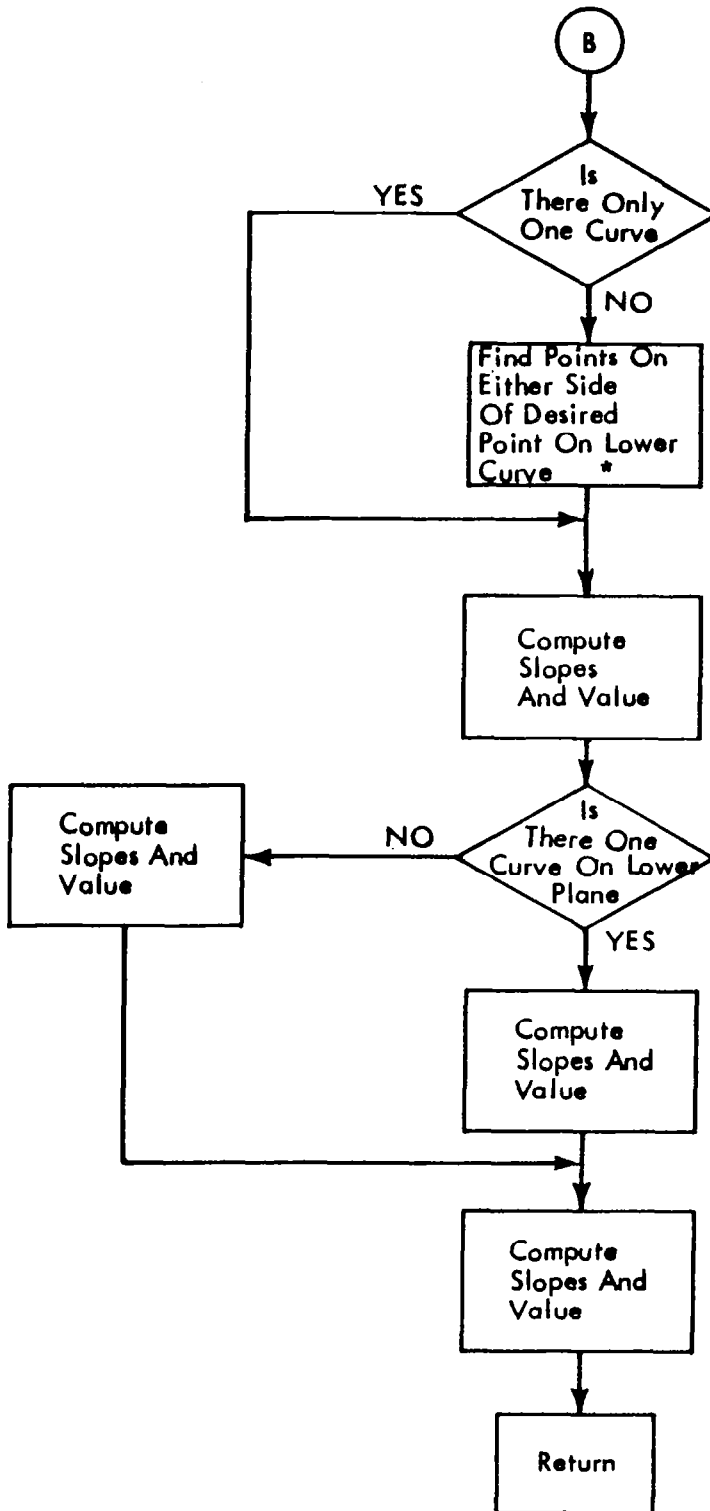 B
Is
There Only
One Curve
YES
NO
Find Points On
Either Side
Of Desired
Point On Lower
Curve *
Compute
Slopes
And Value
Is
There One
Curve On Lower
Plane
NO
YES
Compute
Slopes And
Value
Compute
Slopes And
Value
Compute
Slopes And
Value
Return